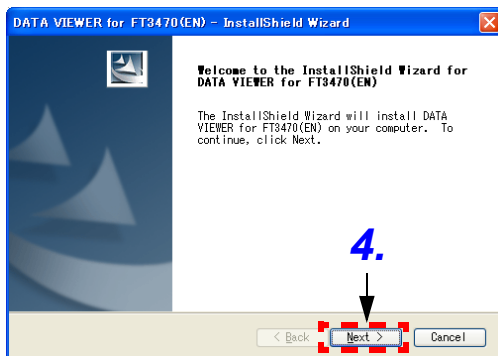 DATA VIEWER for FT3470(EN) - InstallShield Wizard
Welcome to the InstallShield Wizard for
DATA VIEWER for FT3470(EN)
The InstallShield Wizard will install DATA
VIEWER for FT3470(EN) on your computer.  To
continue, click Next.
4.
< Back
Next >
Cancel